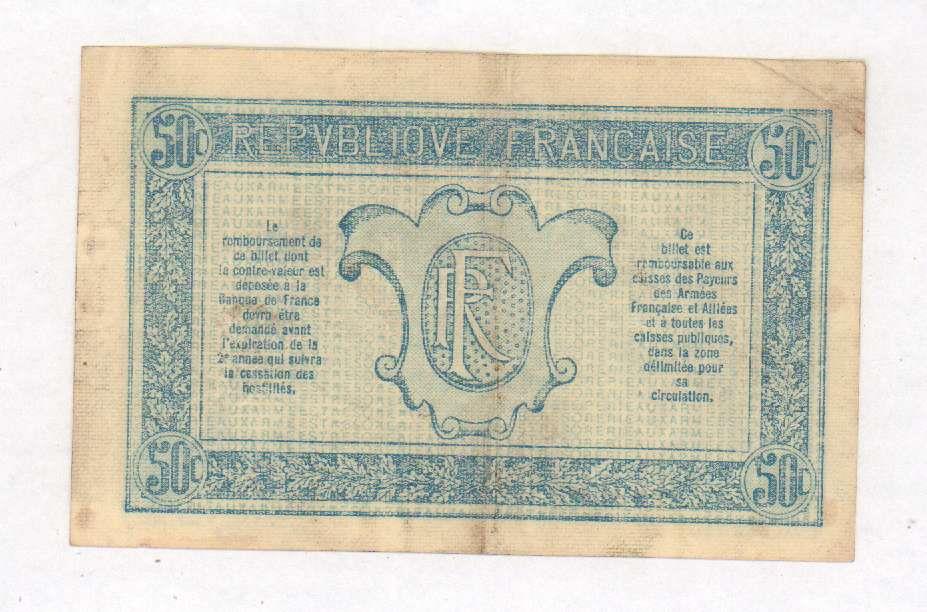 50c REPVBLIQVE FRANÇAISE 50c
Le
remboursement de
ce billet dont
la contre-valeur est
déposée à la
Banque de France
devra être
demandé avant
l'expiration de la
2e année qui suivra
la cessation des
hostilités.
RF
Ce
billet est
remboursable aux
caisses des Payeurs
des Armées
Française et Alliées
et à toutes les
caisses publiques,
dans la zone
délimitée pour
sa
circulation.
50c 50c